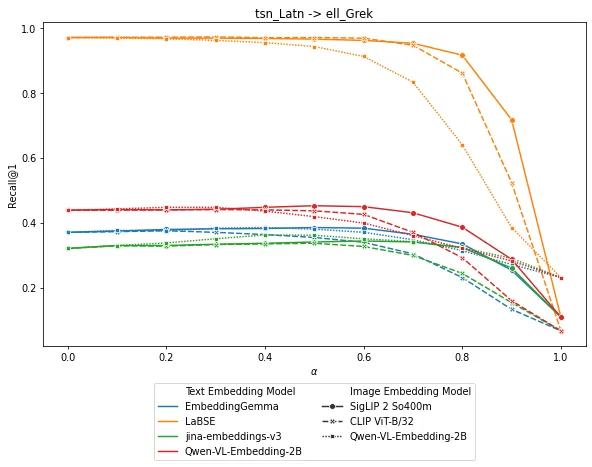 tsn_Latn -> ell_Grek
Recall@1
1.0
0.8
0.6
0.4
0.2
0.0 0.2 0.4 0.6 0.8 1.0
α
Text Embedding Model
EmbeddingGemma
LaBSE
jina-embeddings-v3
Qwen-VL-Embedding-2B
Image Embedding Model
SigLIP 2 So400m
CLIP ViT-B/32
Qwen-VL-Embedding-2B